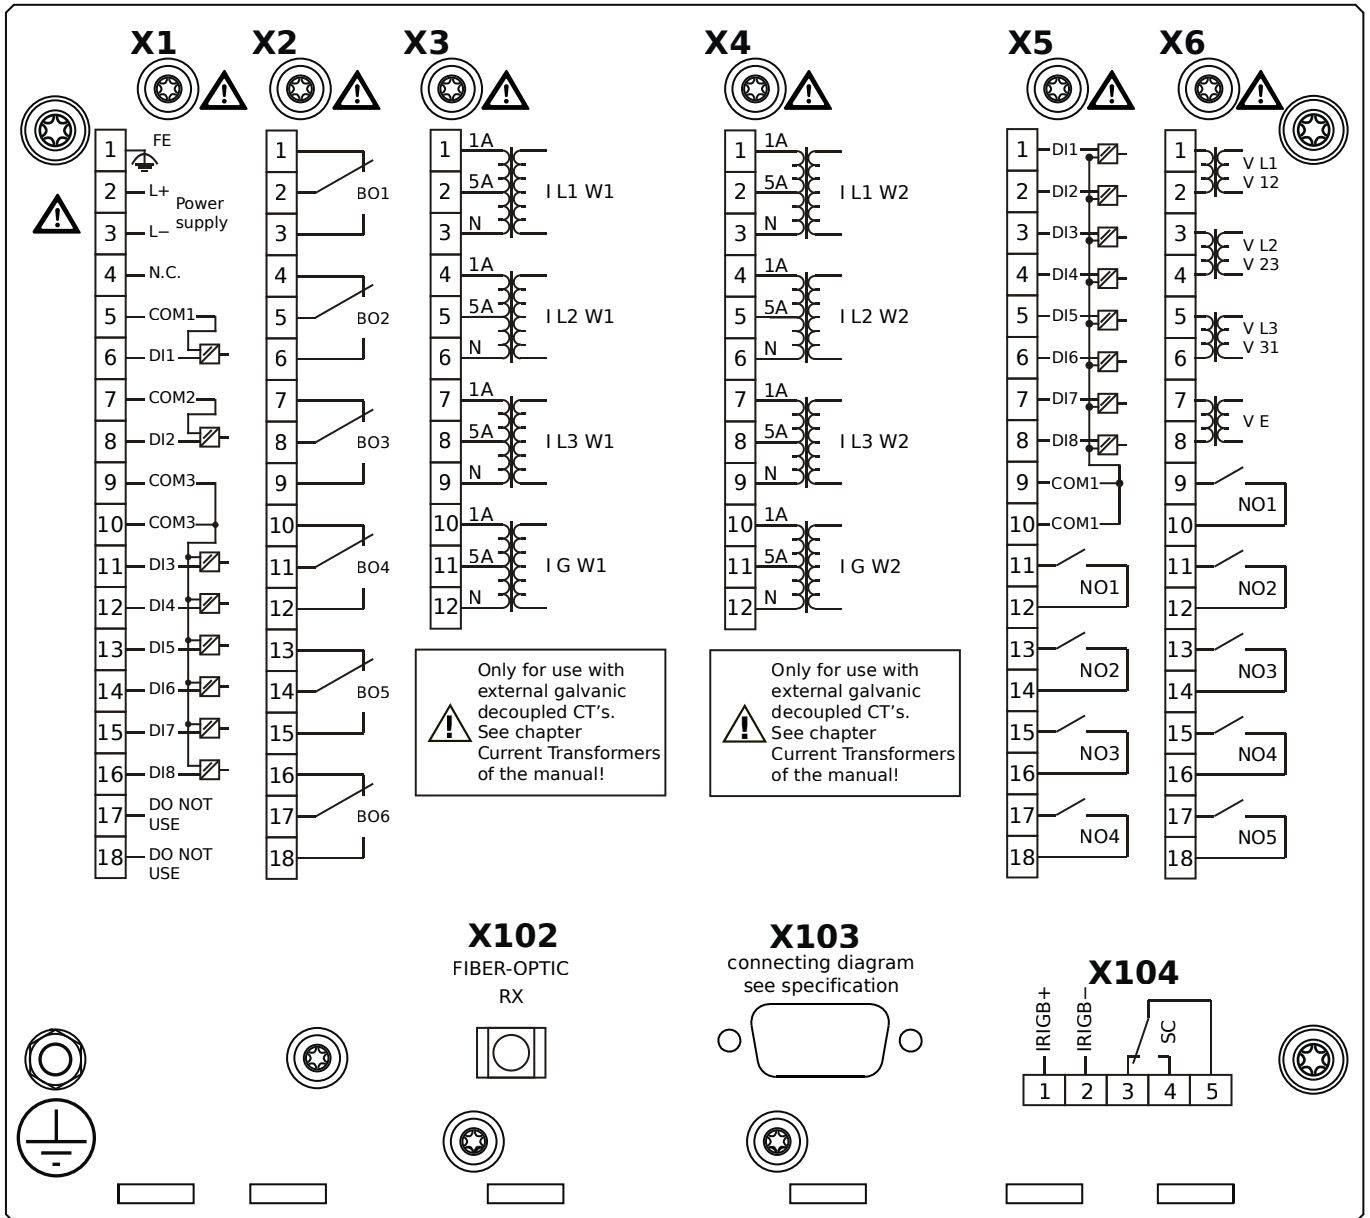 X1
X2
X3
X4
X5
X6
1
FE
2
L+
Power
supply
3
L−
4
N.C.
5
COM1
6
DI1
7
COM2
8
DI2
9
COM3
10
COM3
11
DI3
12
DI4
13
DI5
14
DI6
15
DI7
16
DI8
17
DO NOT
USE
18
DO NOT
USE
1
2
BO1
3
4
5
BO2
6
7
8
BO3
9
10
11
BO4
12
13
14
BO5
15
16
17
BO6
18
1
1A
2
5A
I L1 W1
3
N
4
1A
5
5A
I L2 W1
6
N
7
1A
8
5A
I L3 W1
9
N
10
1A
11
5A
I G W1
12
N
Only for use with
external galvanic
decoupled CT's.
See chapter
Current Transformers
of the manual!
1
1A
2
5A
I L1 W2
3
N
4
1A
5
5A
I L2 W2
6
N
7
1A
8
5A
I L3 W2
9
N
10
1A
11
5A
I G W2
12
N
Only for use with
external galvanic
decoupled CT's.
See chapter
Current Transformers
of the manual!
1
DI1
2
DI2
3
DI3
4
DI4
5
DI5
6
DI6
7
DI7
8
DI8
9
COM1
10
COM1
11
NO1
12
13
NO2
14
15
NO3
16
17
NO4
18
1
V L1
V 12
2
3
V L2
V 23
4
5
V L3
V 31
6
7
V E
8
9
NO1
10
11
NO2
12
13
NO3
14
15
NO4
16
17
NO5
18
X102
FIBER-OPTIC
RX
X103
connecting diagram
see specification
X104
IRIGB+
IRIGB−
SC
1 2 3 4 5